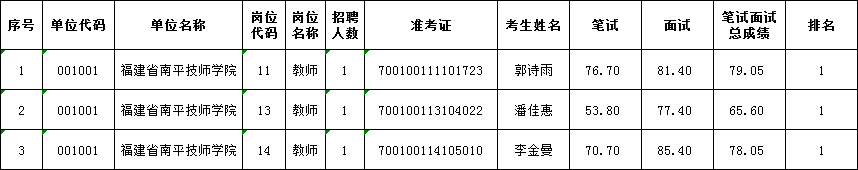 序号 单位代码 单位名称 岗位代码 岗位名称 招聘人数 准考证 考生姓名 笔试 面试 笔试面试总成绩 排名
1 001001 福建省南平技师学院 11 教师 1 700100111101723 郭诗雨 76.70 81.40 79.05 1
2 001001 福建省南平技师学院 13 教师 1 700100113104022 潘佳惠 53.80 77.40 65.60 1
3 001001 福建省南平技师学院 14 教师 1 700100114105010 李金曼 70.70 85.40 78.05 1